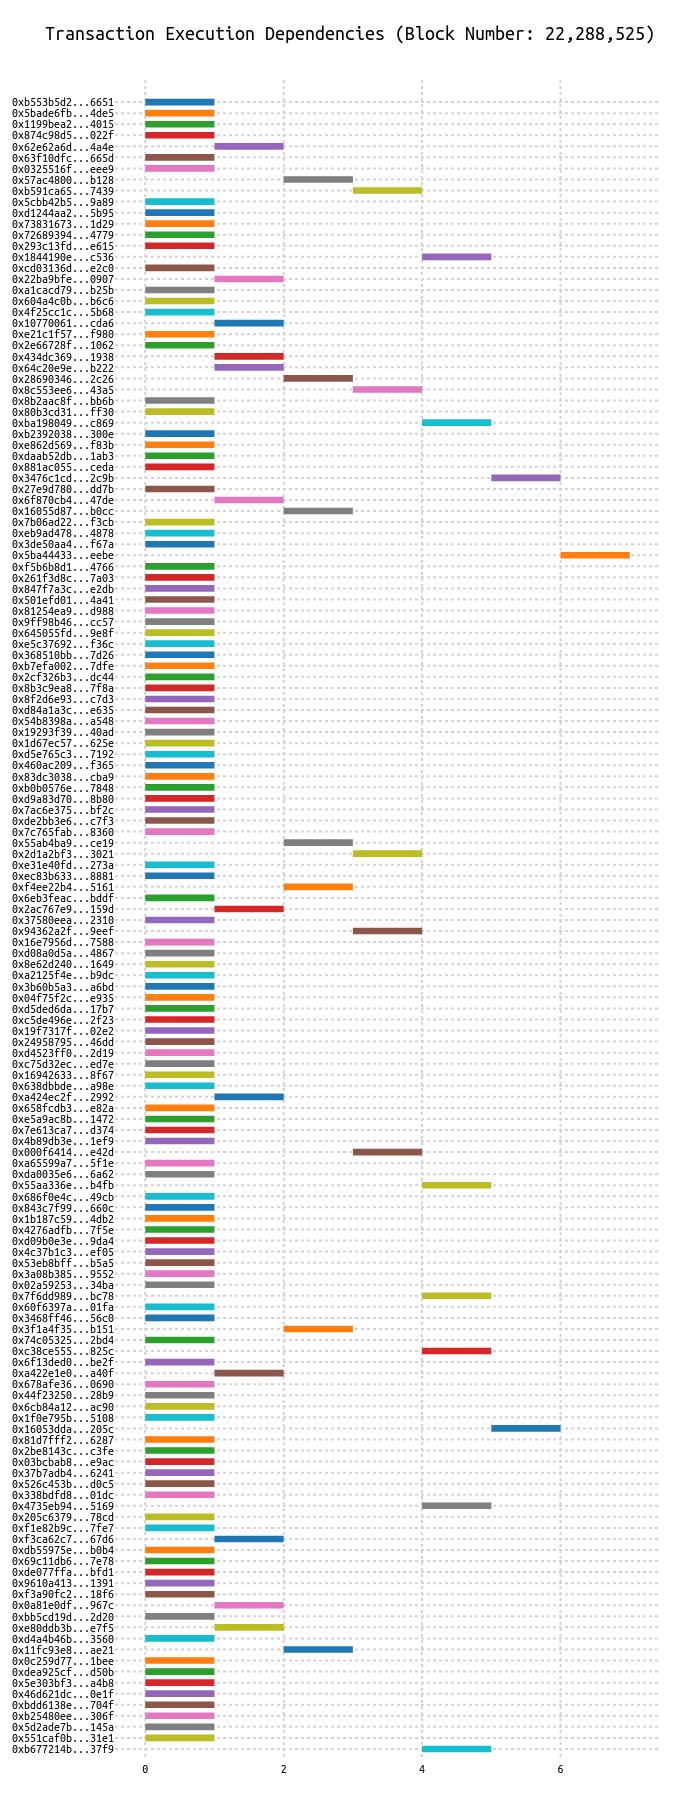 Transaction Execution Dependencies (Block Number: 22,288,525)
0xb553b5d2...6651
0x5bade6fb...4de5
0x1199bea2...4015
0x874c98d5...022f
0x62e62a6d...4a4e
0x63f10dfc...665d
0x0325516f...eee9
0x57ac4800...b128
0xb591ca65...7439
0x5cbb42b5...9a89
0xd1244aa2...5b95
0x73831673...1d29
0x72689394...4779
0x293c13fd...e615
0x1844190e...c536
0xcd03136d...e2c0
0x22ba9bfe...0907
0xa1cacd79...b25b
0x604a4c0b...b6c6
0x4f25cc1c...5b68
0x10770061...cda6
0xe21c1f57...f980
0x2e66728f...1062
0x434dc369...1938
0x64c20e9e...b222
0x28690346...2c26
0x8c553ee6...43a5
0x8b2aac8f...bb6b
0x80b3cd31...ff30
0xba198049...c869
0xb2392038...300e
0xe862d569...f83b
0xdaab52db...1ab3
0x881ac055...ceda
0x3476c1cd...2c9b
0x27e9d780...dd7b
0x6f870cb4...47de
0x16055d87...b0cc
0x7b06ad22...f3cb
0xeb9ad478...4878
0x3de50aa4...f67a
0x5ba44433...eebe
0xf5b6b8d1...4766
0x261f3d8c...7a03
0x847f7a3c...e2db
0x501efd01...4a41
0x81254ea9...d988
0x9ff98b46...cc57
0x645055fd...9e8f
0xe5c37692...f36c
0x368510bb...7d26
0xb7efa002...7dfe
0x2cf326b3...dc44
0x8b3c9ea8...7f8a
0x8f2d6e93...c7d3
0xd84a1a3c...e635
0x54b8398a...a548
0x19293f39...40ad
0x1d67ec57...625e
0xd5e765c3...7192
0x460ac209...f365
0x83dc3038...cba9
0xb0b0576e...7848
0xd9a83d70...8b80
0x7ac6e375...bf2c
0xde2bb3e6...c7f3
0x7c765fab...8360
0x55ab4ba9...ce19
0x2d1a2bf3...3021
0xe31e40fd...273a
0xec83b633...8881
0xf4ee22b4...5161
0x6eb3feac...bddf
0x2ac767e9...159d
0x37580eea...2310
0x94362a2f...9eef
0x16e7956d...7588
0xd08a0d5a...4867
0x8e62d240...1649
0xa2125f4e...b9dc
0x3b60b5a3...a6bd
0x04f75f2c...e935
0xd5ded6da...17b7
0xc5de496e...2f23
0x19f7317f...02e2
0x24958795...46dd
0xd4523ff0...2d19
0xc75d32ec...ed7e
0x16942633...8f67
0x638dbbde...a98e
0xa424ec2f...2992
0x658fcdb3...e82a
0xe5a9ac8b...1472
0x7e613ca7...d374
0x4b89db3e...1ef9
0x000f6414...e42d
0xa65599a7...5f1e
0xda0035e6...6a62
0x55aa336e...b4fb
0x686f0e4c...49cb
0x843c7f99...660c
0x1b187c59...4db2
0x4276adfb...7f5e
0xd09b0e3e...9da4
0x4c37b1c3...ef05
0x53eb8bff...b5a5
0x3a08b385...9552
0x02a59253...34ba
0x7f6dd989...bc78
0x60f6397a...01fa
0x3468ff46...56c0
0x3f1a4f35...b151
0x74c05325...2bd4
0xc38ce555...825c
0x6f13ded0...be2f
0xa422e1e0...a40f
0x678afe36...0690
0x44f23250...28b9
0x6cb84a12...ac90
0x1f0e795b...5108
0x16053dda...205c
0x81d7fff2...6287
0x2be8143c...c3fe
0x03bcbab8...e9ac
0x37b7adb4...6241
0x526c453b...d0c5
0x338bdfd8...01dc
0x4735eb94...5169
0x205c6379...78cd
0xf1e82b9c...7fe7
0xf3ca62c7...67d6
0xdb55975e...b0b4
0x69c11db6...7e78
0xde077ffa...bfd1
0x9610a413...1391
0xf3a90fc2...18f6
0x0a81e0df...967c
0xbb5cd19d...2d20
0xe80ddb3b...e7f5
0xd4a4b46b...3560
0x11fc93e8...ae21
0x0c259d77...1bee
0xdea925cf...d50b
0x5e303bf3...a4b8
0x46d621dc...0e1f
0xbdd6138e...704f
0xb25480ee...306f
0x5d2ade7b...145a
0x551caf0b...31e1
0xb677214b...37f9
0 2 4 6